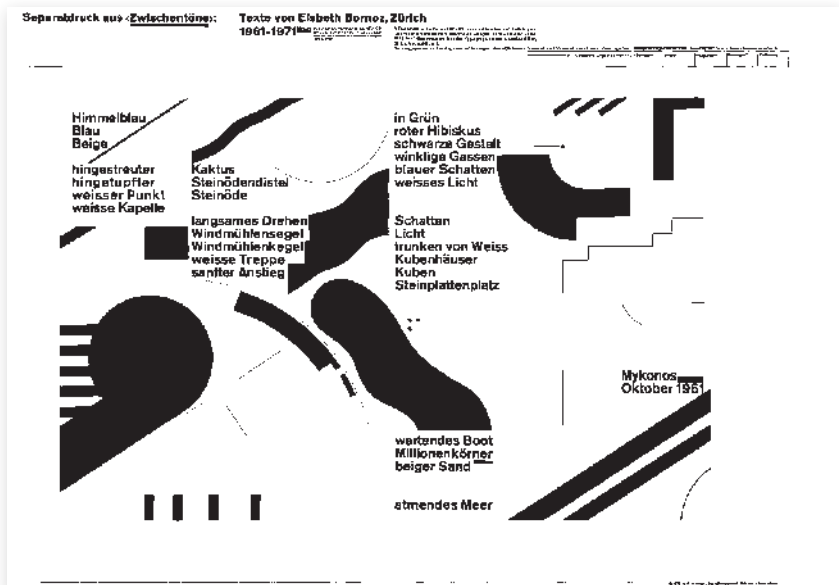 Separatdruck aus «Zwischentöne»:
Texte von Elsbeth Bornoz, Zürich
1961-1971
Himmelblau
Blau
Beige
hingestreuter
hingetupfter
weisser Punkt
weisse Kapelle
Kaktus
Steinödendistel
Steinöde
langsames Drehen
Windmühlensegel
Windmühlenkegel
weisse Treppe
sanfter Anstieg
in Grün
roter Hibiskus
schwarze Gestalt
winklige Gassen
blauer Schatten
weisses Licht
Schatten
Licht
trunken von Weiss
Kubenhäuser
Kuben
Steinplattenplatz
Mykonos
Oktober 1961
wartendes Boot
Millionenkörner
beiger Sand
atmendes Meer